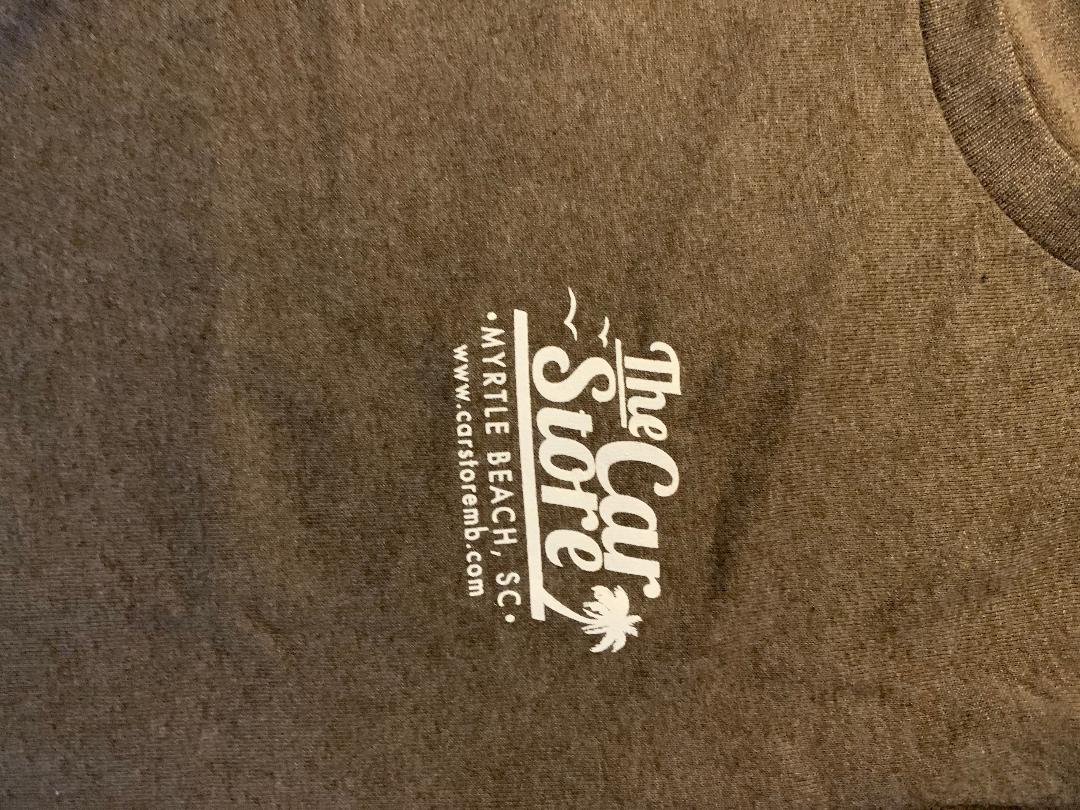 The Car
Store
•MYRTLE BEACH, SC•
www.carstoremb.com